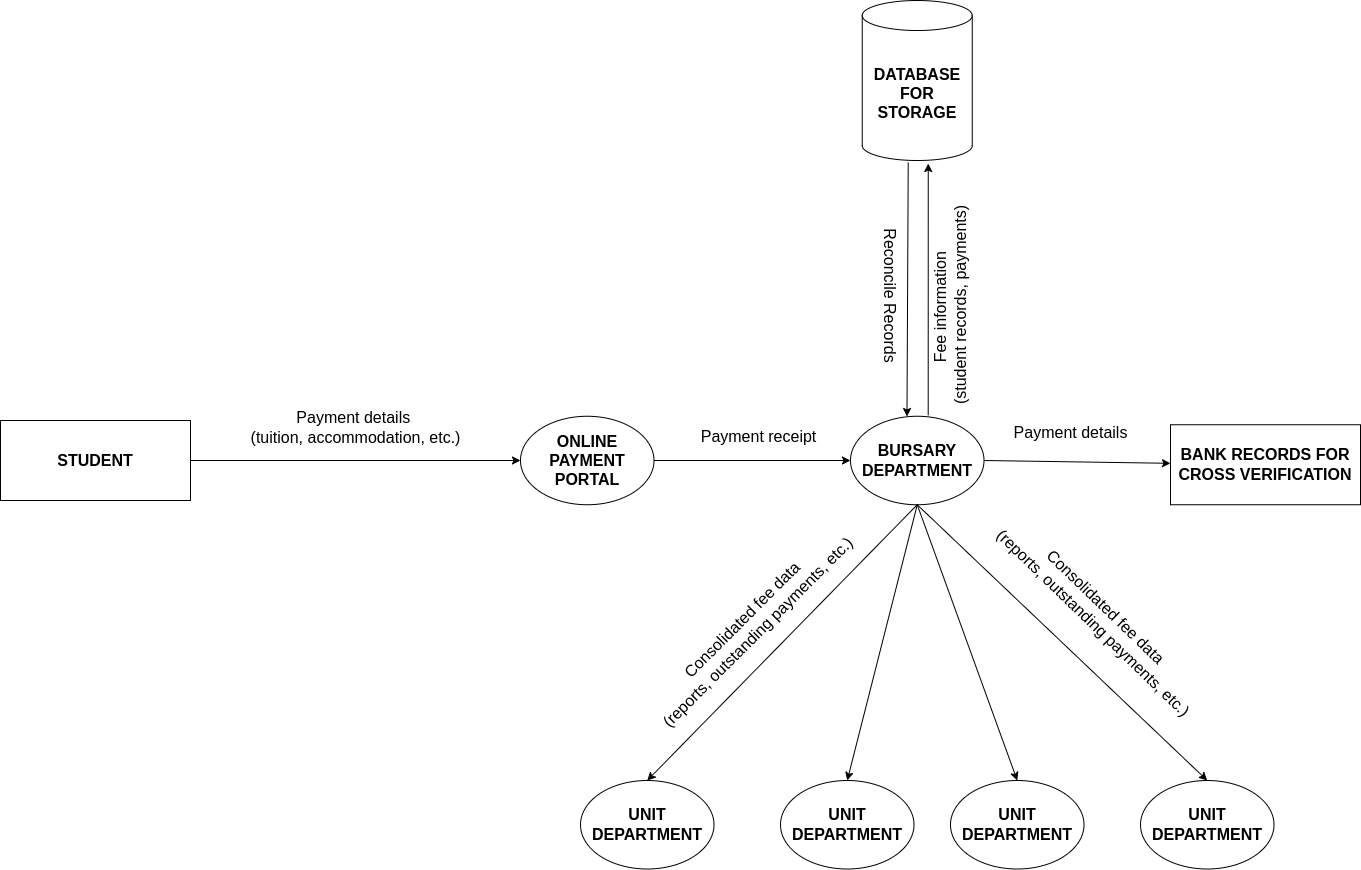 DATABASE
FOR
STORAGE
Reconcile Records
Fee information
(student records, payments)
Payment details
(tuition, accommodation, etc.)
STUDENT
ONLINE
PAYMENT
PORTAL
Payment receipt
BURSARY
DEPARTMENT
Payment details
BANK RECORDS FOR
CROSS VERIFICATION
Consolidated fee data
(reports, outstanding payments, etc.)
Consolidated fee data
(reports, outstanding payments, etc.)
UNIT
DEPARTMENT
UNIT
DEPARTMENT
UNIT
DEPARTMENT
UNIT
DEPARTMENT